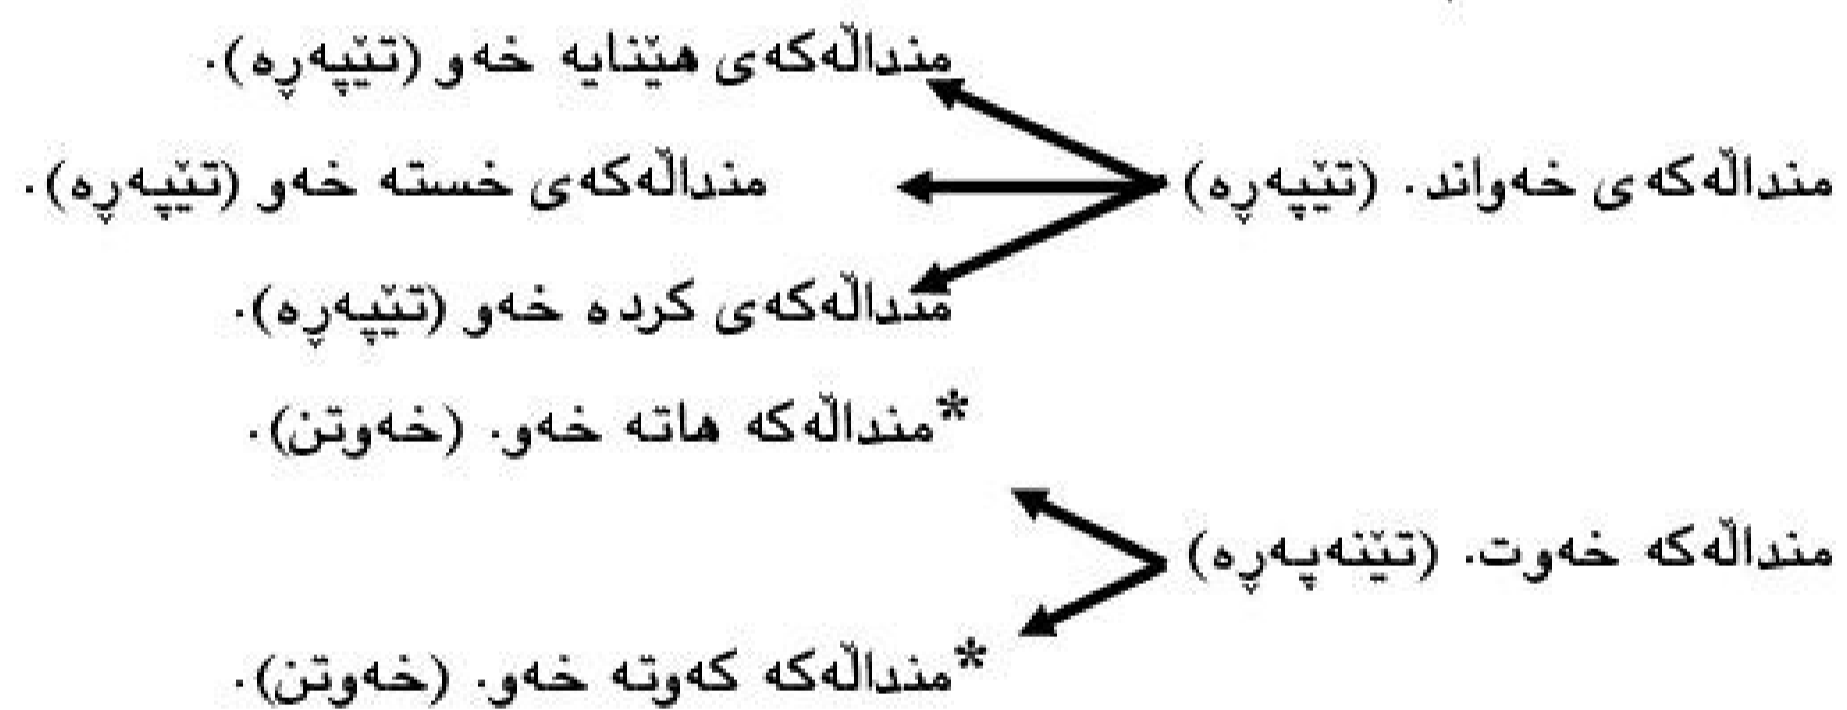 منداڵەکەی هێنایە خەو (تێپەڕە).
منداڵەکەی خەواند. (تێپەڕە)
منداڵەکەی خستە خەو (تێپەڕە).
منداڵەکەی کردە خەو (تێپەڕە).
*منداڵەکە هاتە خەو. (خەوتن).
منداڵەکە خەوت. (تێنەپەڕە)
*منداڵەکە کەوتە خەو. (خەوتن).